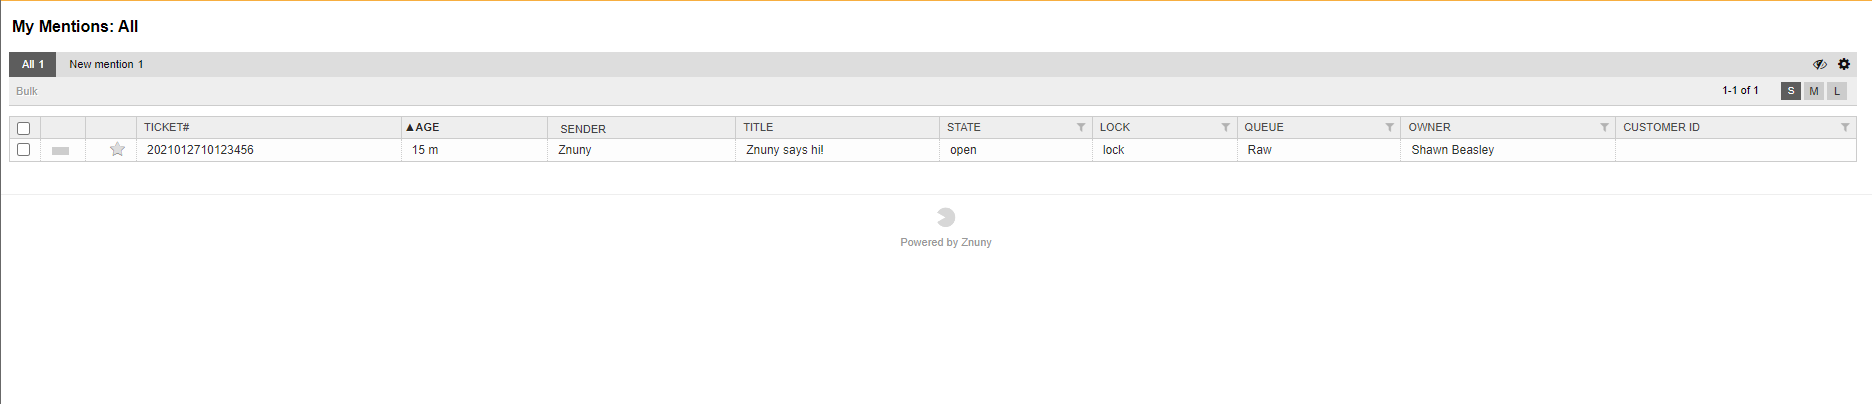 My Mentions: All
All 1 New mention 1
Bulk 1-1 of 1 S M L
TICKET# ▲AGE SENDER TITLE STATE LOCK QUEUE OWNER CUSTOMER ID
2021012710123456 15 m Znuny Znuny says hi! open lock Raw Shawn Beasley
Powered by Znuny